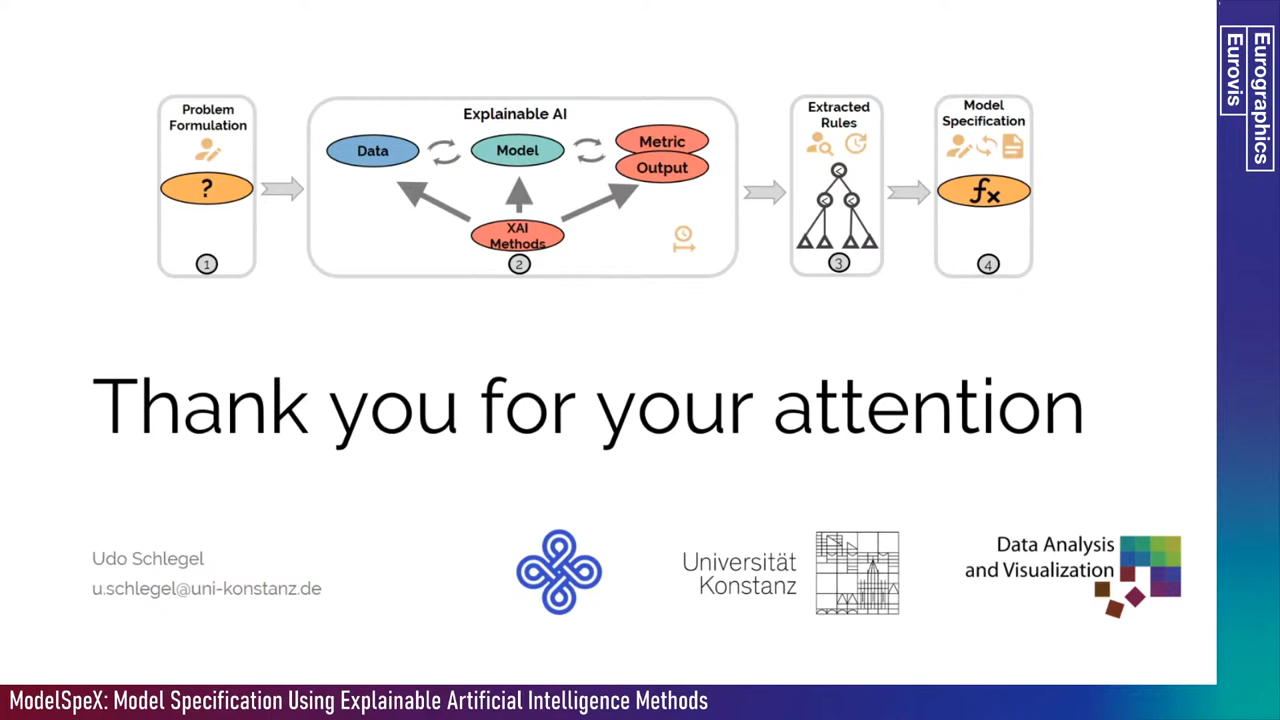 Problem
Formulation
?
1
Explainable AI
Data
Model
Metric
Output
XAI
Methods
2
Extracted
Rules
<
<
<
3
Model
Specification
fx
4
Eurographics
Eurovis
Thank you for your attention
Udo Schlegel
u.schlegel@uni-konstanz.de
Universität
Konstanz
Data Analysis
and Visualization
ModelSpeX: Model Specification Using Explainable Artificial Intelligence Methods